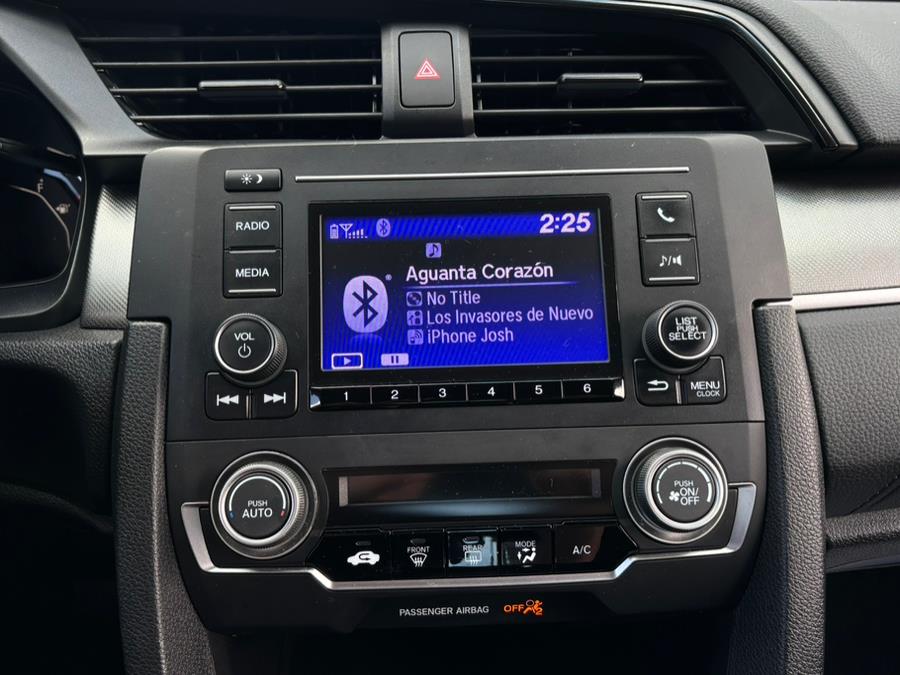 2:25
RADIO
MEDIA
Aguanta Corazón
No Title
Los Invasores de Nuevo
iPhone Josh
VOL
LIST
PUSH
SELECT
1 2 3 4 5 6
MENU
CLOCK
PUSH
AUTO
PUSH
ON/
OFF
FRONT
REAR
MODE
A/C
PASSENGER AIRBAG OFF
2
F